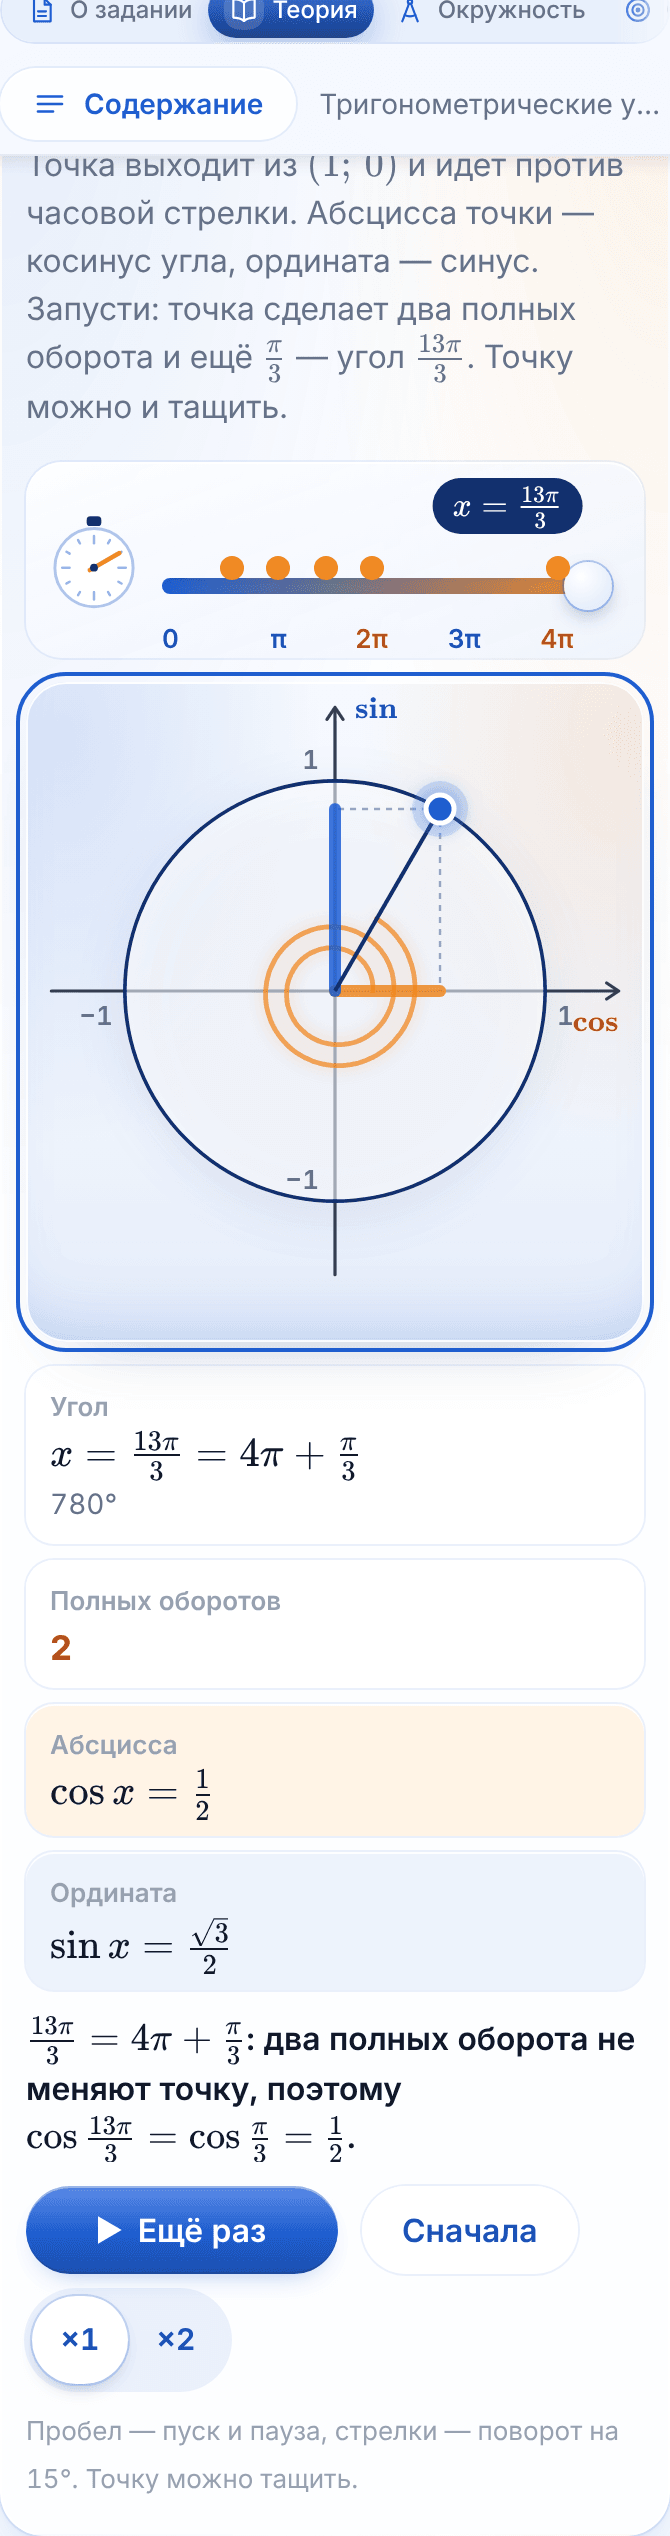 О задании Теория Окружность
Содержание Тригонометрические у...
Точка выходит из (1; 0) и идет против
часовой стрелки. Абсцисса точки —
косинус угла, ордината — синус.
Запусти: точка сделает два полных
оборота и ещё π/3 — угол 13π/3. Точку
можно и тащить.
x = 13π/3
0 π 2π 3π 4π
sin
1
−1 1 cos
−1
Угол
x = 13π/3 = 4π + π/3
780°
Полных оборотов
2
Абсцисса
cos x = 1/2
Ордината
sin x = √3/2
13π/3 = 4π + π/3: два полных оборота не
меняют точку, поэтому
cos 13π/3 = cos π/3 = 1/2.
Ещё раз Сначала
×1 ×2
Пробел — пуск и пауза, стрелки — поворот на
15°. Точку можно тащить.